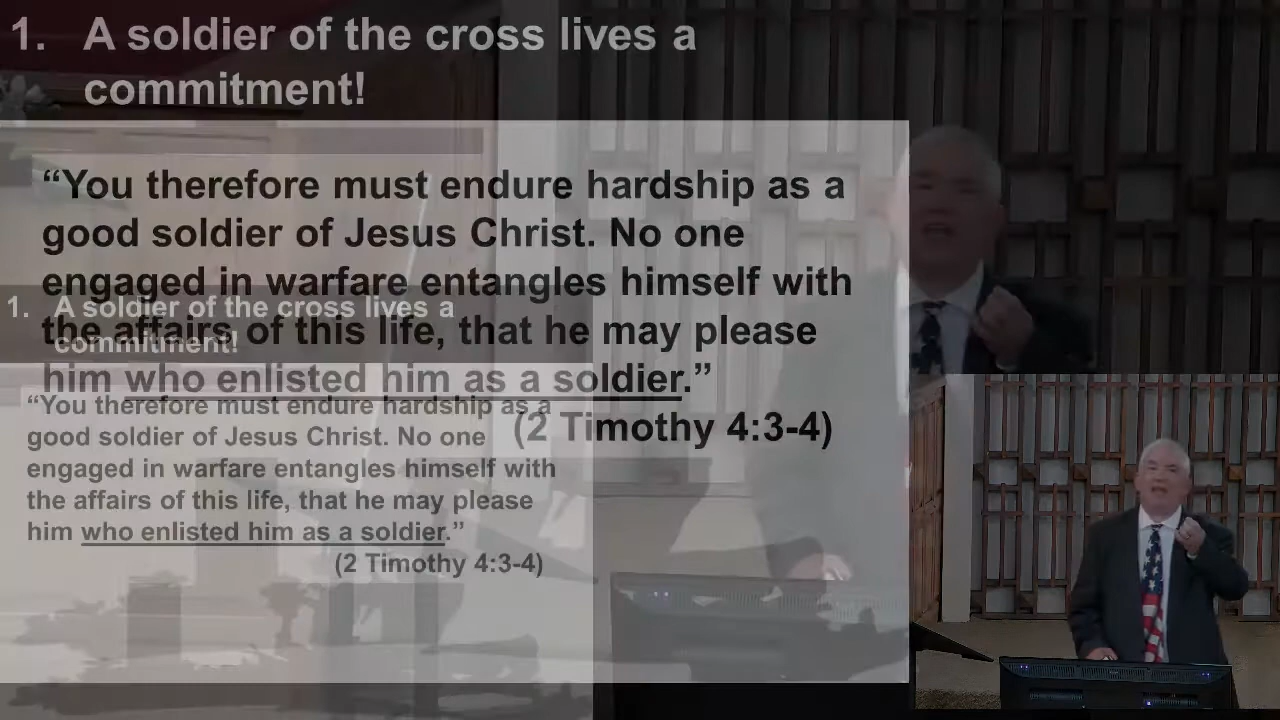 1. A soldier of the cross lives a
commitment!
“You therefore must endure hardship as a
good soldier of Jesus Christ. No one
engaged in warfare entangles himself with
the affairs of this life, that he may please
him who enlisted him as a soldier.”
(2 Timothy 4:3-4)
1. A soldier of the cross lives a
commitment!
“You therefore must endure hardship as a
good soldier of Jesus Christ. No one
engaged in warfare entangles himself with
the affairs of this life, that he may please
him who enlisted him as a soldier.”
(2 Timothy 4:3-4)